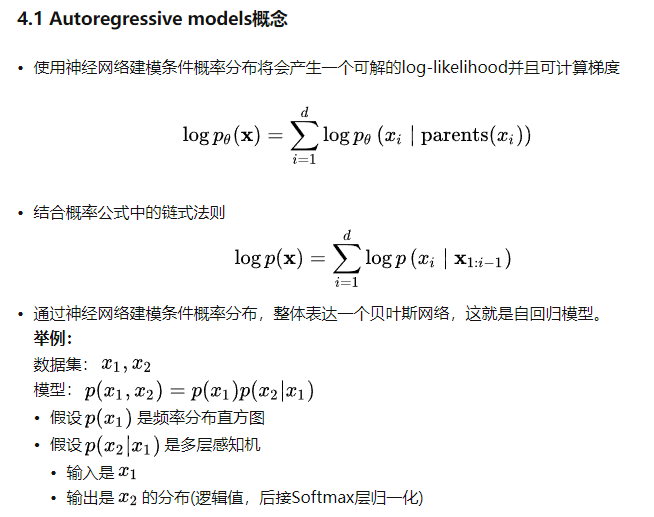 4.1 Autoregressive models概念
• 使用神经网络建模条件概率分布将会产生一个可解的log-likelihood并且可计算梯度
$\log p_\theta(\mathbf{x}) = \sum_{i=1}^{d} \log p_\theta\left(x_i \mid \text{parents}(x_i)\right)$
• 结合概率公式中的链式法则
$\log p(\mathbf{x}) = \sum_{i=1}^{d} \log p\left(x_i \mid \mathbf{x}_{1:i-1}\right)$
• 通过神经网络建模条件概率分布，整体表达一个贝叶斯网络，这就是自回归模型。
举例：
数据集： $x_1, x_2$
模型： $p(x_1, x_2) = p(x_1)p(x_2|x_1)$
• 假设 $p(x_1)$ 是频率分布直方图
• 假设 $p(x_2|x_1)$ 是多层感知机
• 输入是 $x_1$
• 输出是 $x_2$ 的分布(逻辑值，后接Softmax层归一化)